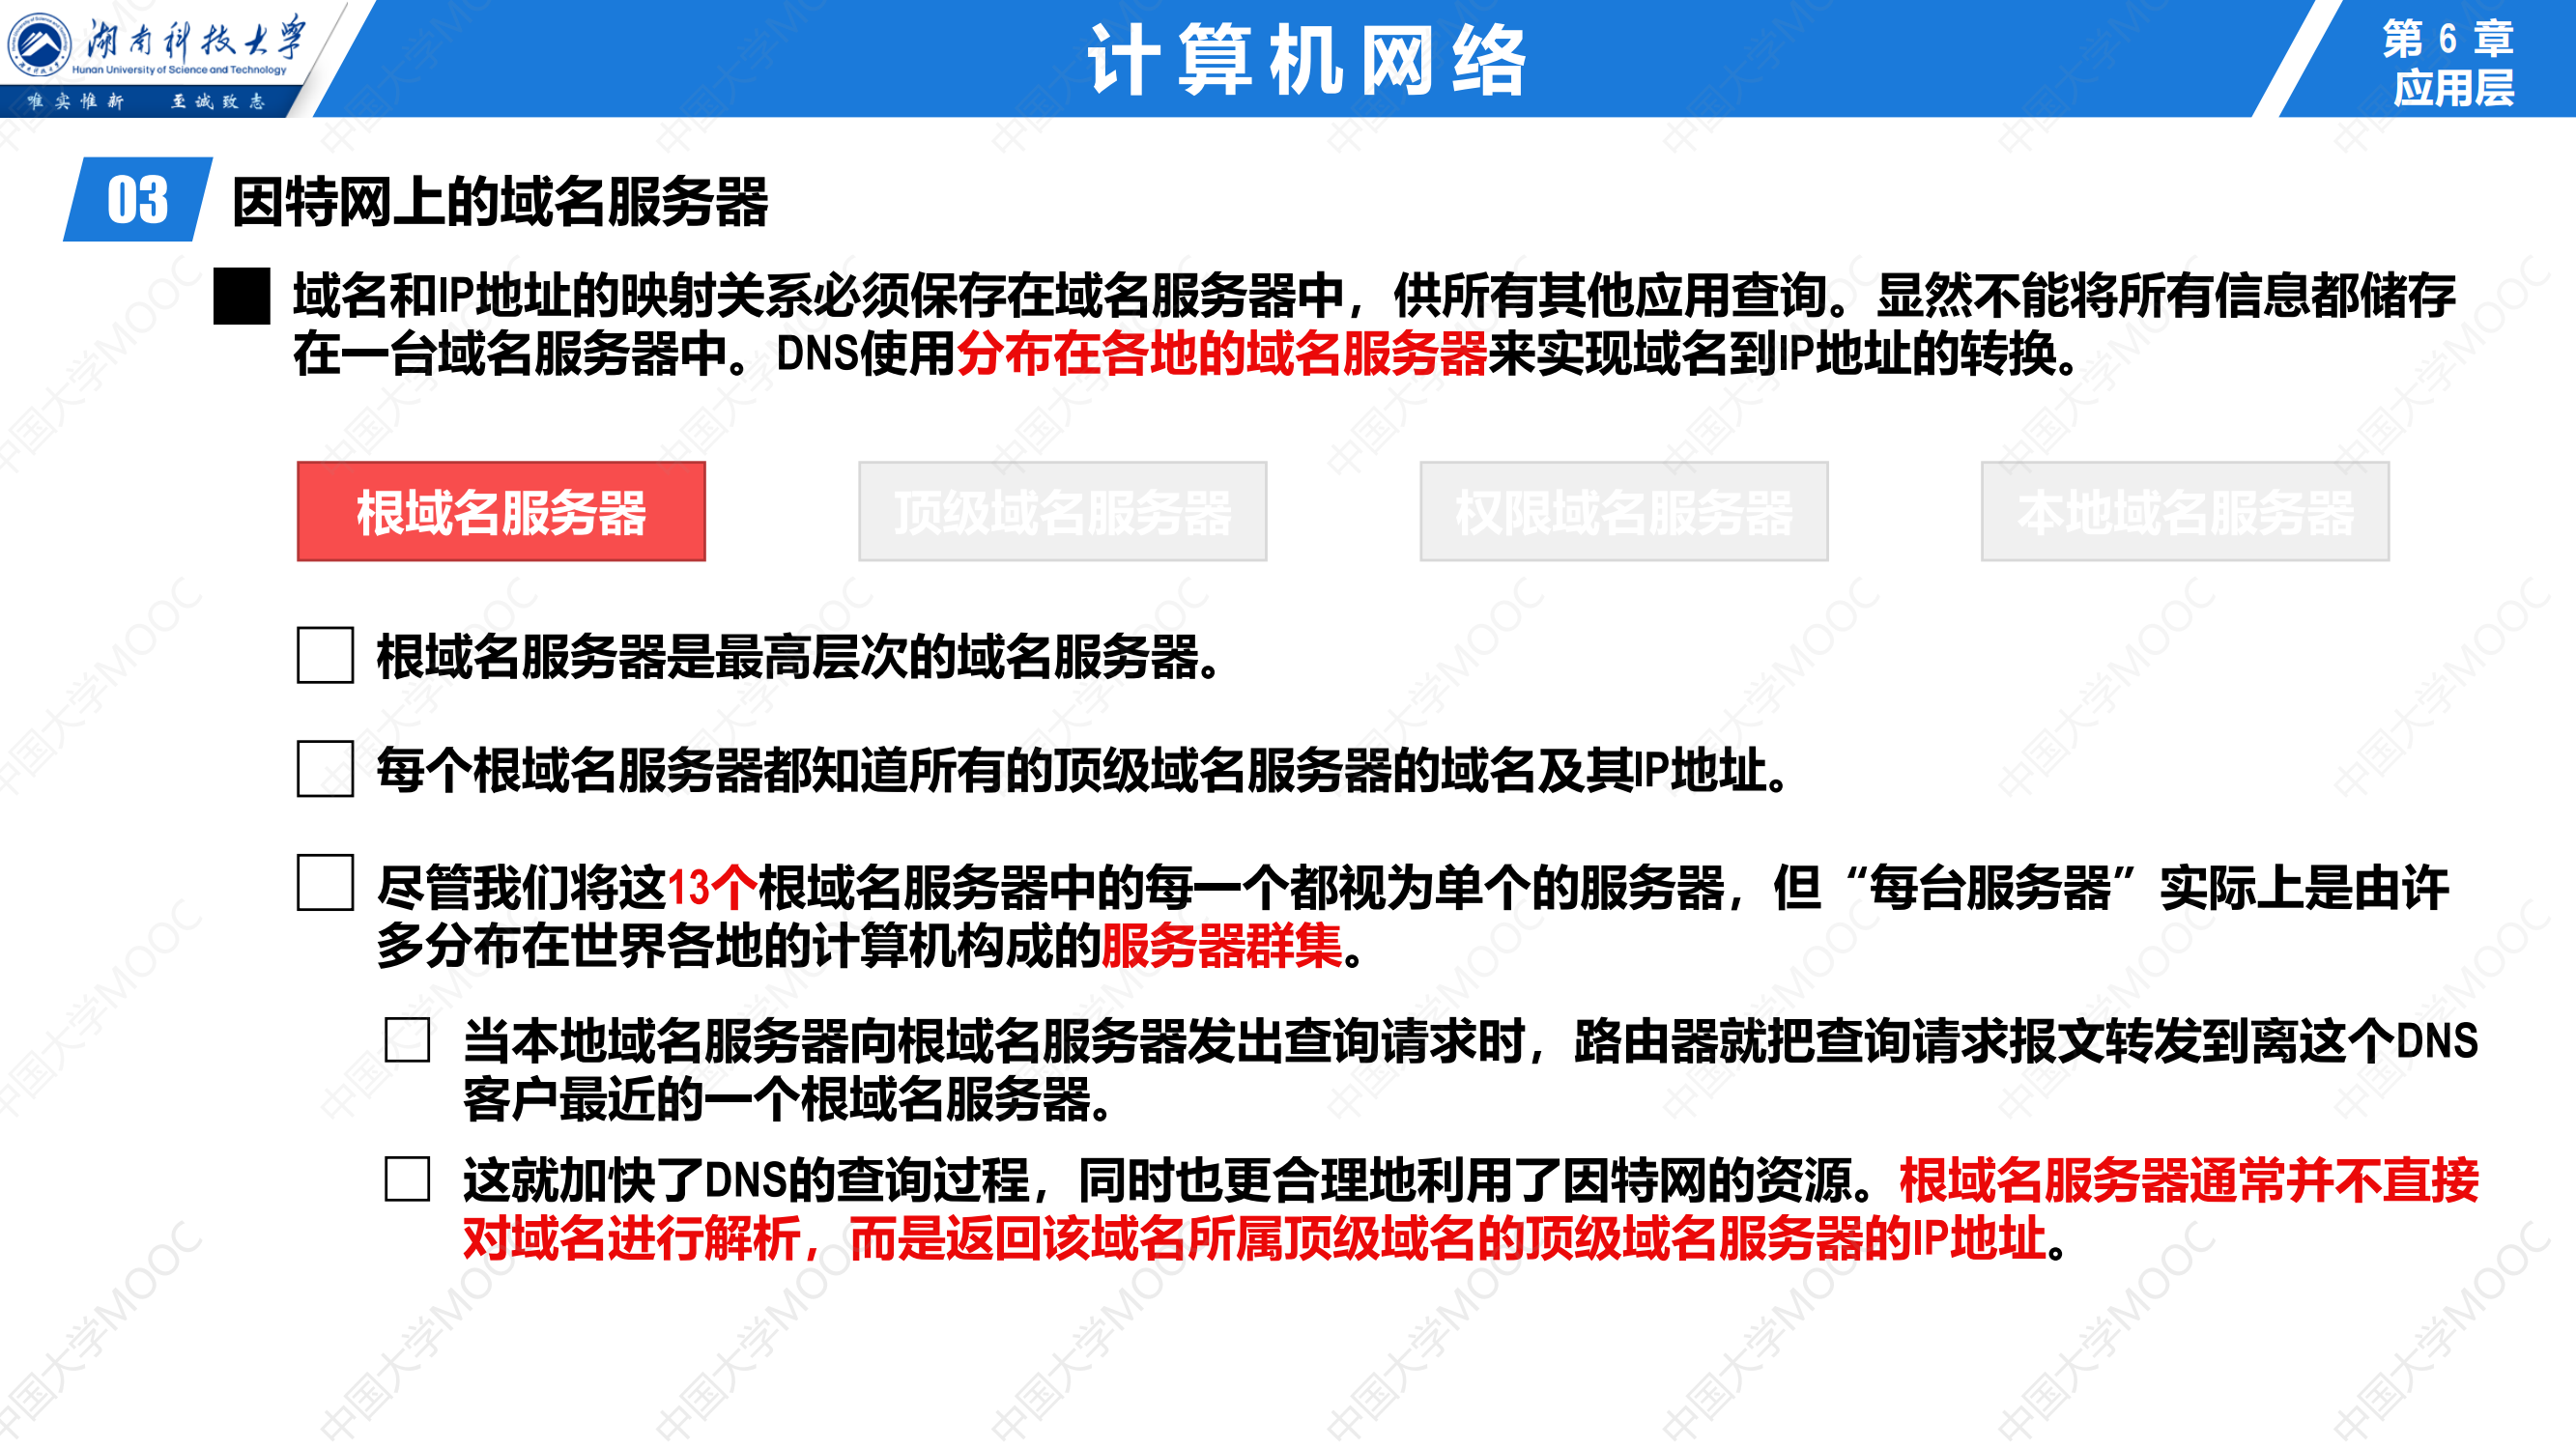 湖南科技大学
Hunan University of Science and Technology
唯实惟新 至诚致志
计算机网络
第 6 章
应用层
03 因特网上的域名服务器
域名和IP地址的映射关系必须保存在域名服务器中，供所有其他应用查询。显然不能将所有信息都储存
在一台域名服务器中。DNS使用分布在各地的域名服务器来实现域名到IP地址的转换。
根域名服务器 顶级域名服务器 权限域名服务器 本地域名服务器
根域名服务器是最高层次的域名服务器。
每个根域名服务器都知道所有的顶级域名服务器的域名及其IP地址。
尽管我们将这13个根域名服务器中的每一个都视为单个的服务器，但“每台服务器”实际上是由许
多分布在世界各地的计算机构成的服务器群集。
当本地域名服务器向根域名服务器发出查询请求时，路由器就把查询请求报文转发到离这个DNS
客户最近的一个根域名服务器。
这就加快了DNS的查询过程，同时也更合理地利用了因特网的资源。根域名服务器通常并不直接
对域名进行解析，而是返回该域名所属顶级域名的顶级域名服务器的IP地址。
中国大学MOOC